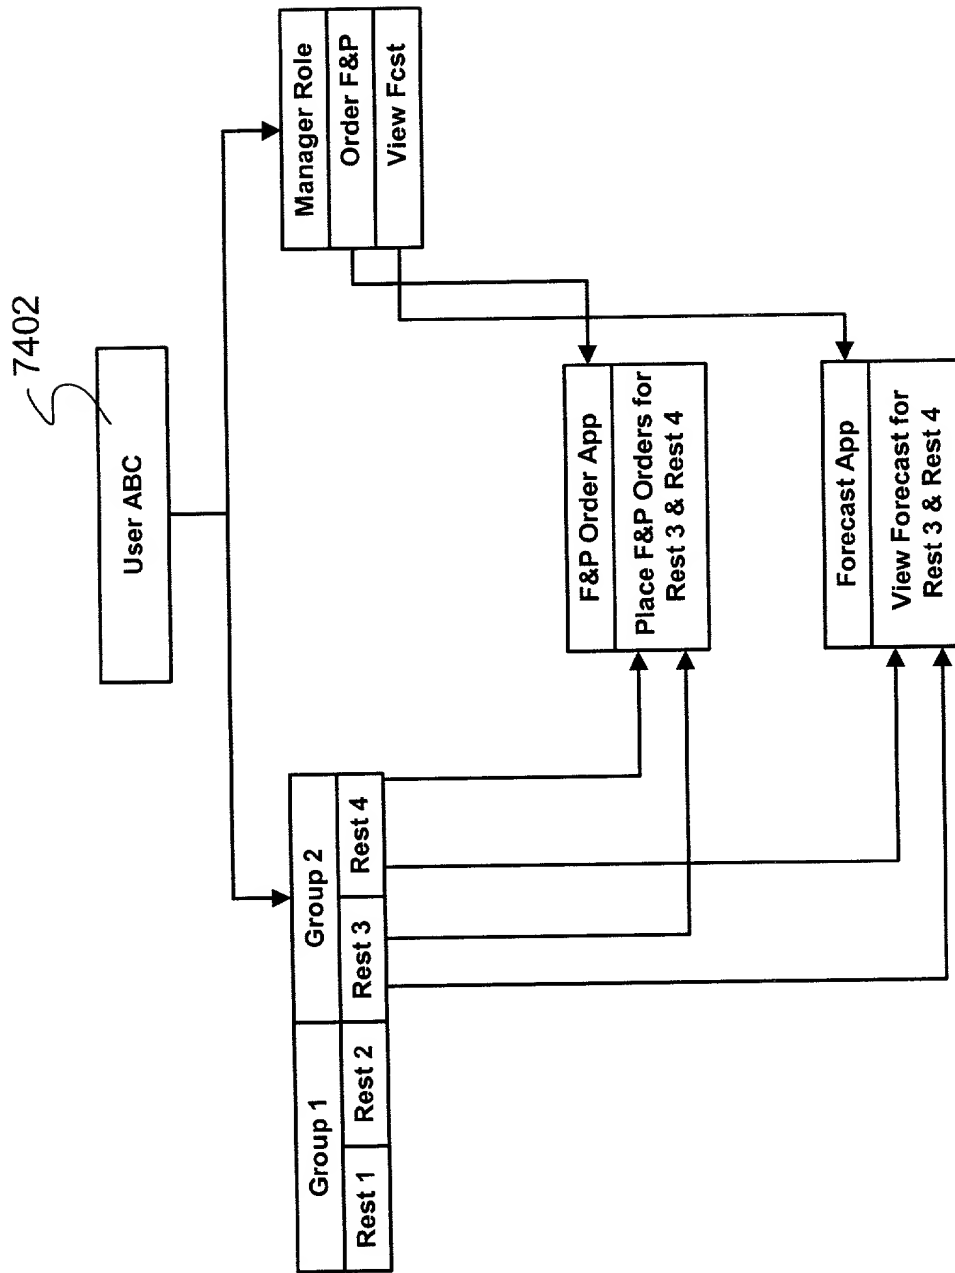 7402
User ABC
Group 1
Group 2
Rest 1
Rest 2
Rest 3
Rest 4
Manager Role
Order F&P
View Fcst
F&P Order App
Place F&P Orders for
Rest 3 & Rest 4
Forecast App
View Forecast for
Rest 3 & Rest 4